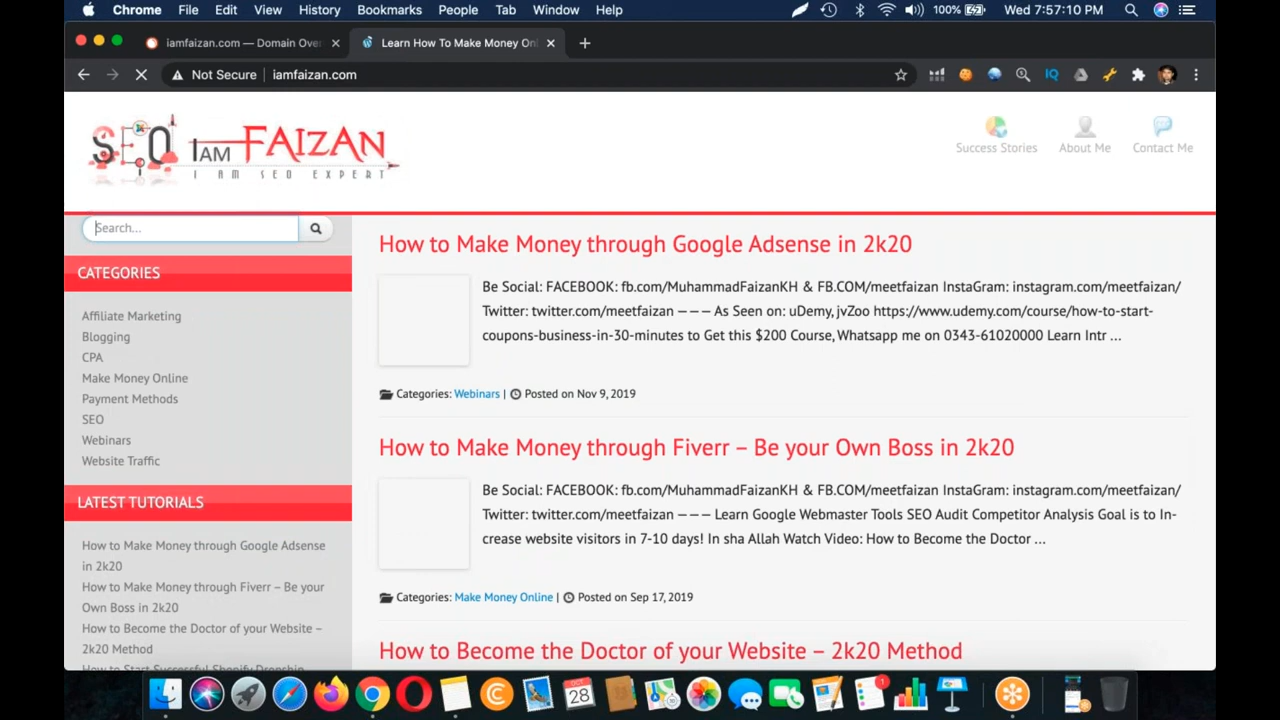 Chrome File Edit View History Bookmarks People Tab Window Help 100% Wed 7:57:10 PM
iamfaizan.com — Domain Over
Learn How To Make Money On
Not Secure | iamfaizan.com
IQ
SEO I AM FAIZAN
I AM SEO EXPERT
Success Stories
About Me
Contact Me
Search...
CATEGORIES
Affiliate Marketing
Blogging
CPA
Make Money Online
Payment Methods
SEO
Webinars
Website Traffic
LATEST TUTORIALS
How to Make Money through Google Adsense
in 2k20
How to Make Money through Fiverr – Be your
Own Boss in 2k20
How to Become the Doctor of your Website –
2k20 Method
How to Start Successful Shopify Dropship
How to Make Money through Google Adsense in 2k20
Be Social: FACEBOOK: fb.com/MuhammadFaizanKH & FB.COM/meetfaizan InstaGram: instagram.com/meetfaizan/
Twitter: twitter.com/meetfaizan ——— As Seen on: uDemy, jvZoo https://www.udemy.com/course/how-to-start-
coupons-business-in-30-minutes to Get this $200 Course, Whatsapp me on 0343-61020000 Learn Intr ...
Categories: Webinars | Posted on Nov 9, 2019
How to Make Money through Fiverr – Be your Own Boss in 2k20
Be Social: FACEBOOK: fb.com/MuhammadFaizanKH & FB.COM/meetfaizan InstaGram: instagram.com/meetfaizan/
Twitter: twitter.com/meetfaizan ——— Learn Google Webmaster Tools SEO Audit Competitor Analysis Goal is to In-
crease website visitors in 7-10 days! In sha Allah Watch Video: How to Become the Doctor ...
Categories: Make Money Online | Posted on Sep 17, 2019
How to Become the Doctor of your Website – 2k20 Method
28
1